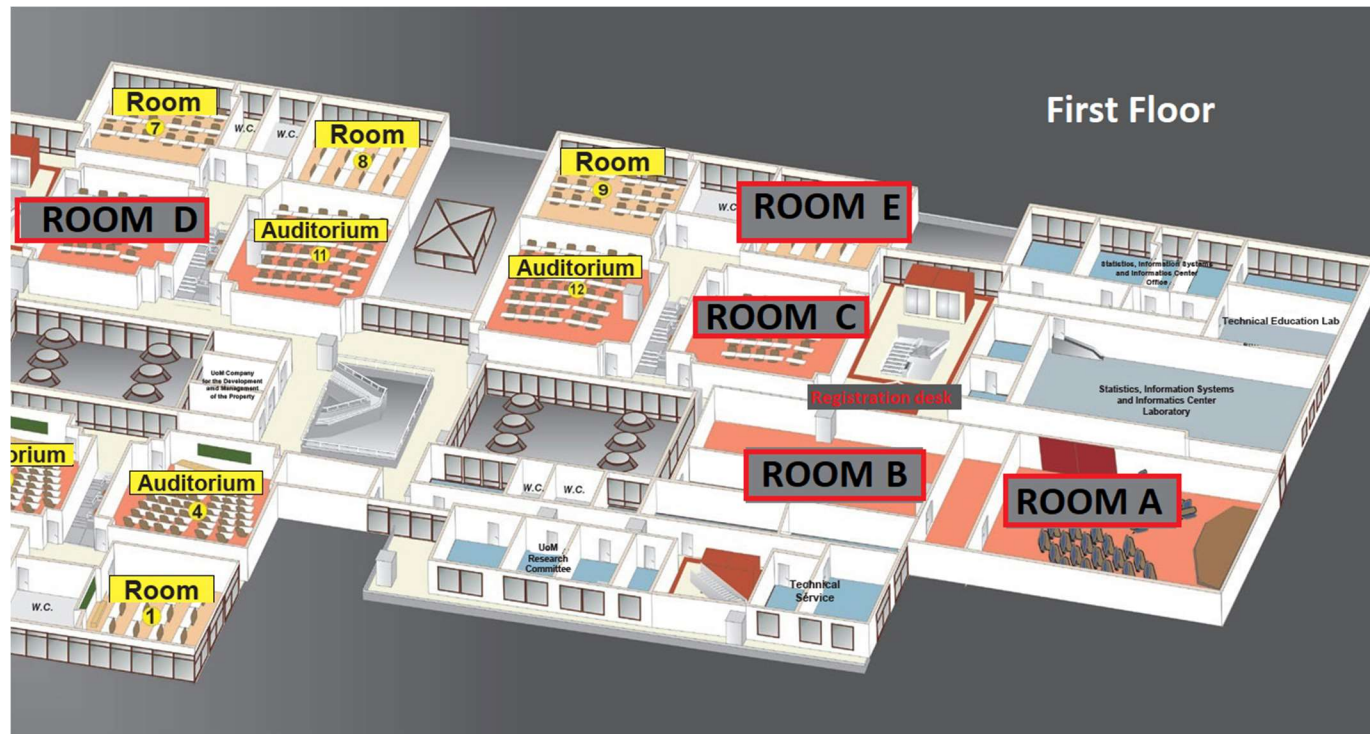 First Floor
Room
7
W.C.
W.C.
Room
8
Room
9
W.C.
ROOM E
ROOM D
Auditorium
11
Auditorium
12
ROOM C
Statistics, Information Systems
and Informatics Center
Office
Technical Education Lab
UoM Company
for the Development
and Management
of the Property
Registration desk
Statistics, Information Systems
and Informatics Center
Laboratory
orium
Auditorium
4
W.C.
W.C.
ROOM B
ROOM A
UoM
Research
Committee
Technical
Service
Room
1
W.C.